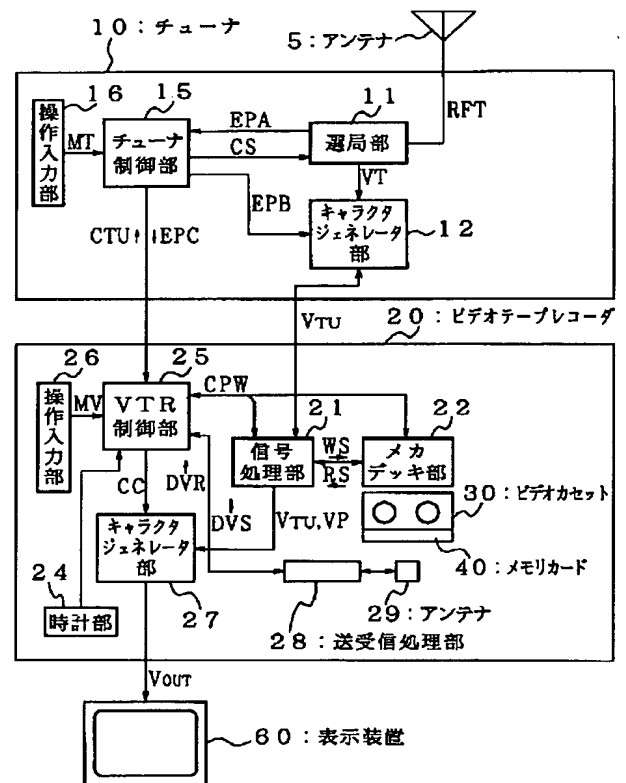 10:チューナ
5:アンテナ
16
操作入力部
MT
15
チューナ
制御部
EPA
CS
11
選局部
RFT
VT
EPB
キャラクタ
ジェネレータ
部
12
CTU↑ ↓EPC
VTU
20:ビデオテープレコーダ
26
操作入力部
MV
25
VTR
制御部
CPW
21
信号
処理部
WS
RS
22
メカ
デッキ部
CC
DVR
DVS
VTU,VP
30:ビデオカセット
40:メモリカード
キャラクタ
ジェネレータ
部
27
24
時計部
29:アンテナ
28:送受信処理部
VOUT
60:表示装置